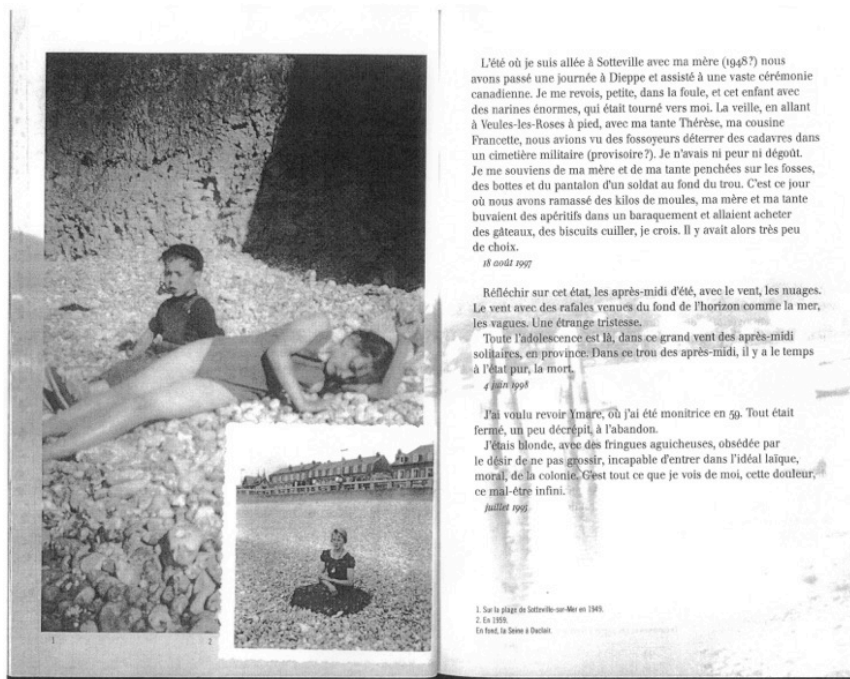 1
2
L'été où je suis allée à Sotteville avec ma mère (1948?) nous
avons passé une journée à Dieppe et assisté à une vaste cérémonie
canadienne. Je me revois, petite, dans la foule, et cet enfant avec
des narines énormes, qui était tourné vers moi. La veille, en allant
à Veules-les-Roses à pied, avec ma tante Thérèse, ma cousine
Francette, nous avions vu des fossoyeurs déterrer des cadavres dans
un cimetière militaire (provisoire?). Je n'avais ni peur ni dégoût.
Je me souviens de ma mère et de ma tante penchées sur les fosses,
des bottes et du pantalon d'un soldat au fond du trou. C'est ce jour
où nous avons ramassé des kilos de moules, ma mère et ma tante
buvaient des apéritifs dans un baraquement et allaient acheter
des gâteaux, des biscuits cuiller, je crois. Il y avait alors très peu
de choix.
18 août 1997
Réfléchir sur cet état, les après-midi d'été, avec le vent, les nuages.
Le vent avec des rafales venues du fond de l'horizon comme la mer,
les vagues. Une étrange tristesse.
Toute l'adolescence est là, dans ce grand vent des après-midi
solitaires, en province. Dans ce trou des après-midi, il y a le temps
à l'état pur, la mort.
4 juin 1998
J'ai voulu revoir Ymare, où j'ai été monitrice en 59. Tout était
fermé, un peu décrépit, à l'abandon.
J'étais blonde, avec des fringues aguicheuses, obsédée par
le désir de ne pas grossir, incapable d'entrer dans l'idéal laïque,
moral, de la colonie. C'est tout ce que je vois de moi, cette douleur,
ce mal-être infini.
juillet 1995
1. Sur la plage de Sotteville-sur-Mer en 1949.
2. En 1959.
En fond, la Seine à Duclair.